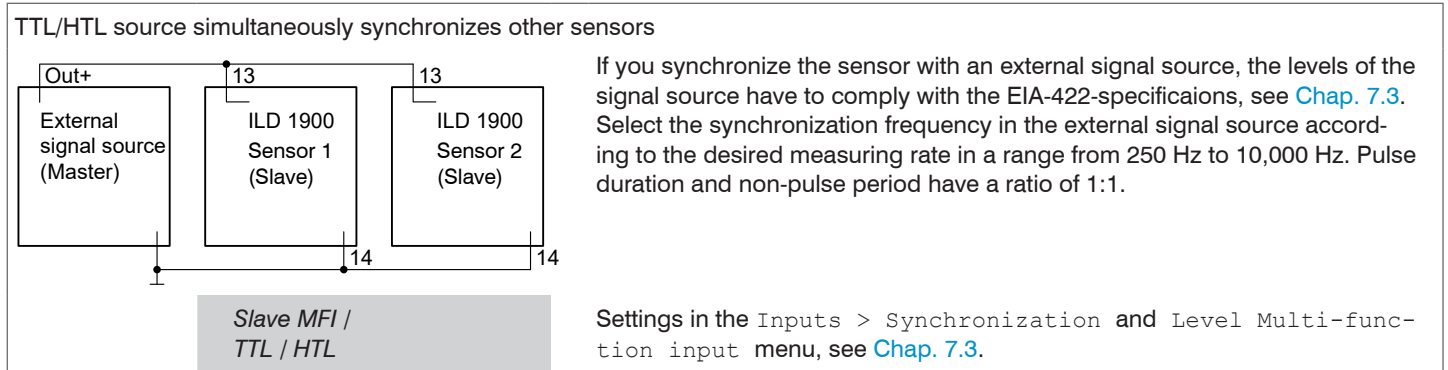 TTL/HTL source simultaneously synchronizes other sensors
Out+
13
13
External
signal source
(Master)
ILD 1900
Sensor 1
(Slave)
ILD 1900
Sensor 2
(Slave)
14
14
Slave MFI /
TTL / HTL
If you synchronize the sensor with an external signal source, the levels of the
signal source have to comply with the EIA-422-specificaions, see Chap. 7.3.
Select the synchronization frequency in the external signal source accord-
ing to the desired measuring rate in a range from 250 Hz to 10,000 Hz. Pulse
duration and non-pulse period have a ratio of 1:1.
Settings in the Inputs > Synchronization and Level Multi-func-
tion input menu, see Chap. 7.3.